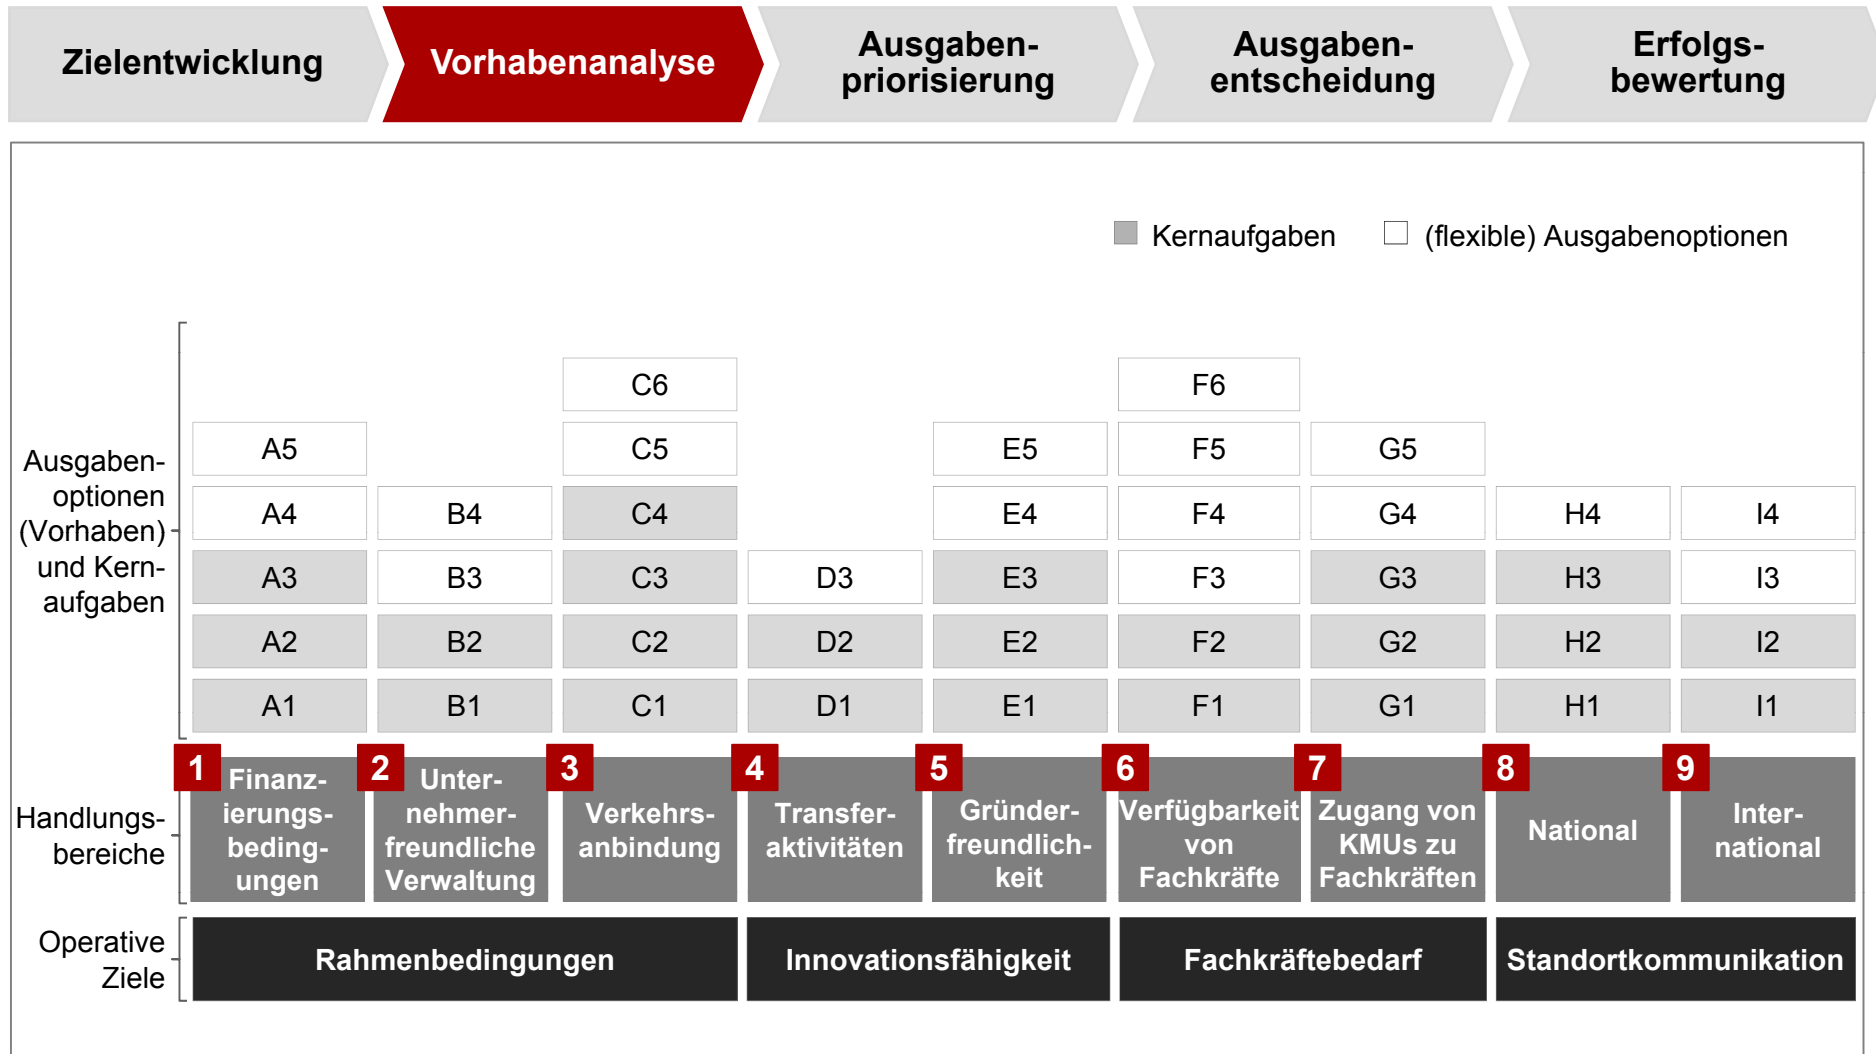 Zielentwicklung
Vorhabenanalyse
Ausgaben-
priorisierung
Ausgaben-
entscheidung
Erfolgs-
bewertung
Kernaufgaben
(flexible) Ausgabenoptionen
Ausgaben-
optionen
(Vorhaben)
und Kern-
aufgaben
C6 F6
A5 C5 E5 F5 G5
A4 B4 C4 E4 F4 G4 H4 I4
A3 B3 C3 D3 E3 F3 G3 H3 I3
A2 B2 C2 D2 E2 F2 G2 H2 I2
A1 B1 C1 D1 E1 F1 G1 H1 I1
Handlungs-
bereiche
1
Finanz-
ierungs-
beding-
ungen
2
Unter-
nehmer-
freundliche
Verwaltung
3
Verkehrs-
anbindung
4
Transfer-
aktivitäten
5
Gründer-
freundlich-
keit
6
Verfügbarkeit
von
Fachkräfte
7
Zugang von
KMUs zu
Fachkräften
8
National
9
Inter-
national
Operative
Ziele
Rahmenbedingungen
Innovationsfähigkeit
Fachkräftebedarf
Standortkommunikation